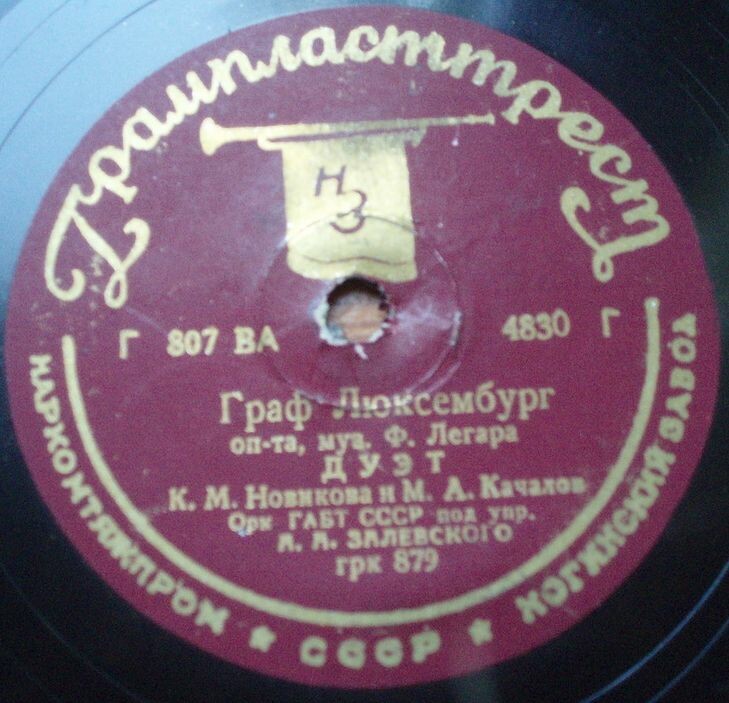 Грампласттрест
НЗ
Г 807 ВА 4830 Г
Граф Люксембург
оп-та, муз. Ф. Легара
ДУЭТ
К. М. Новикова и М. А. Качалов
Орк ГАБТ СССР под упр.
А. А. ЗАЛЕВСКОГО
грк 879
НАРКОМТЯЖПРОМ ★ СССР ★ НОГИНСКИЙ ЗАВОД